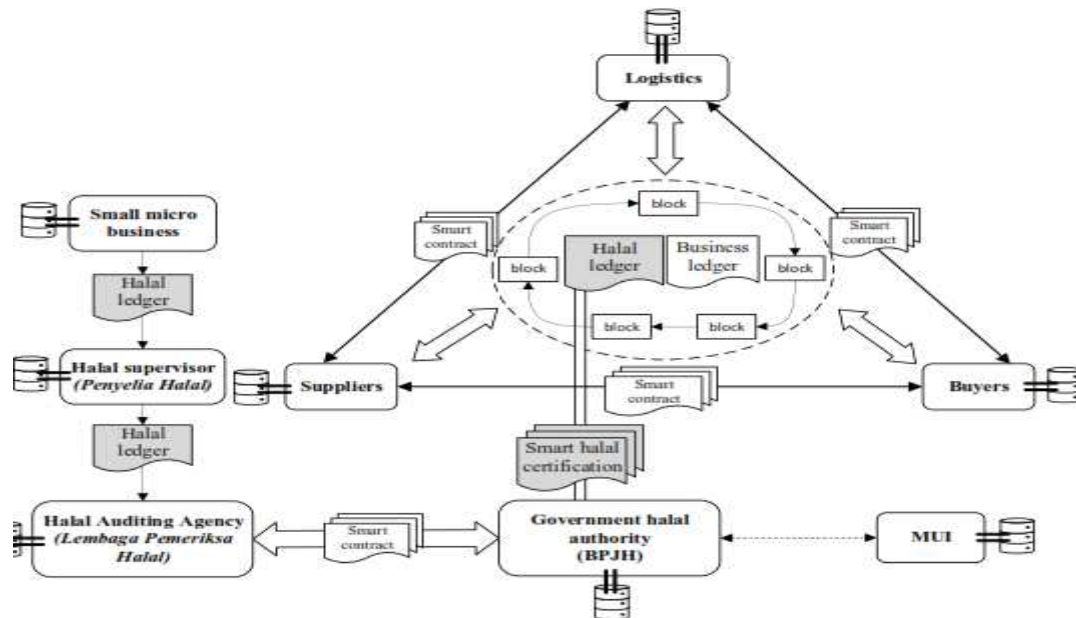 Logistics
block
Small micro
business
Smart
contract
Smart
contract
Halal
ledger
Business
ledger
block
block
Halal
ledger
block
block
Halal supervisor
(Penyelia Halal)
Suppliers
Smart
contract
Buyers
Halal
ledger
Smart halal
certification
Halal Auditing Agency
(Lembaga Pemeriksa
Halal)
Smart
contract
Government halal
authority
(BPJH)
MUI